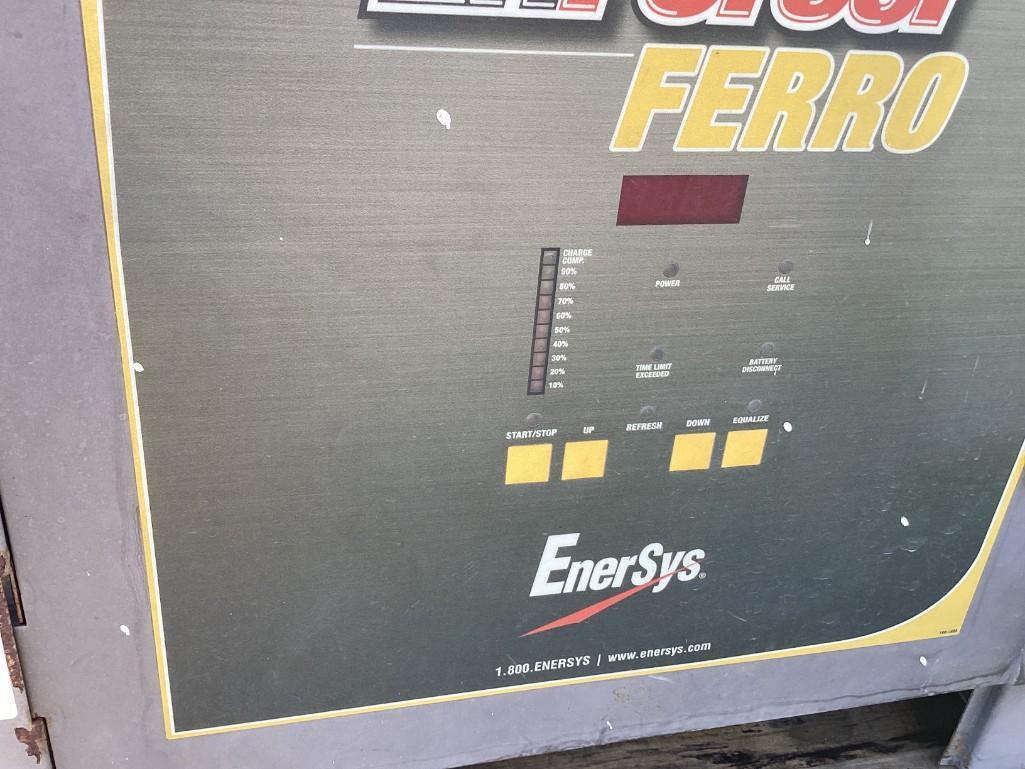 FERRO
CHARGE
COMP.
90%
80%
70%
60%
50%
40%
30%
20%
10%
POWER
CALL
SERVICE
TIME LIMIT
EXCEEDED
BATTERY
DISCONNECT
START/STOP
UP
REFRESH
DOWN
EQUALIZE
EnerSys®
1.800.ENERSYS | www.enersys.com